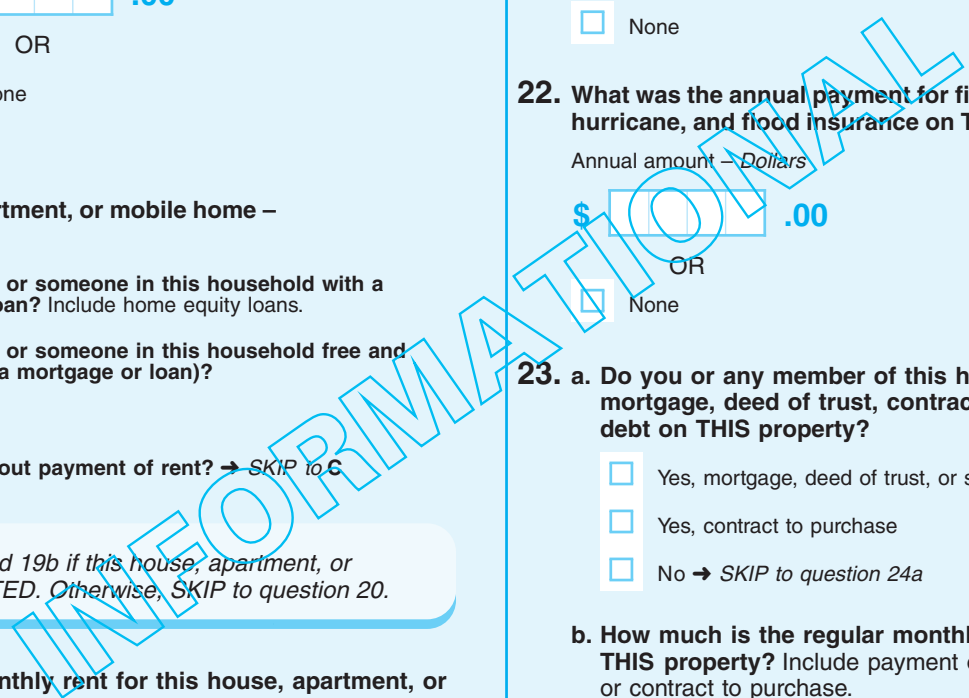 .00
OR
None
rtment, or mobile home –
or someone in this household with a
oan? Include home equity loans.
or someone in this household free and
a mortgage or loan)?
out payment of rent? ➜ SKIP to C
d 19b if this house, apartment, or
TED. Otherwise, SKIP to question 20.
nthly rent for this house, apartment, or
None
22. What was the annual payment for fi
hurricane, and flood insurance on T
Annual amount – Dollars
$ .00
OR
None
23. a. Do you or any member of this h
mortgage, deed of trust, contrac
debt on THIS property?
Yes, mortgage, deed of trust, or s
Yes, contract to purchase
No ➜ SKIP to question 24a
b. How much is the regular monthl
THIS property? Include payment o
or contract to purchase.
INFORMATIONAL